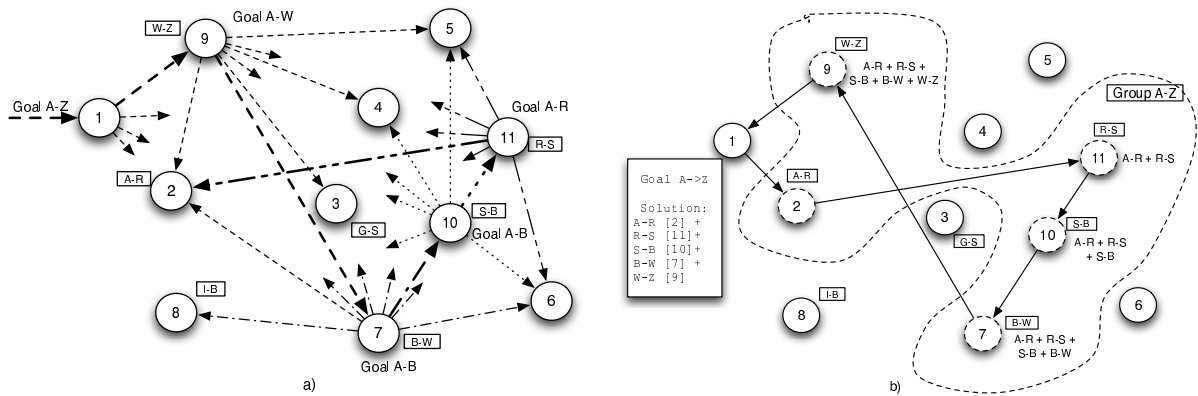 Goal A-W
W-Z
9
5
Goal A-Z
1
4
Goal A-R
11
R-S
A-R
2
3
G-S
10
S-B
Goal A-B
I-B
8
6
7
B-W
Goal A-B
a)
W-Z
9
A-R + R-S +
S-B + B-W + W-Z
5
Group A-Z
1
4
R-S
11
A-R + R-S
Goal A->Z
Solution:
A-R [2] +
R-S [11]+
S-B [10]+
B-W [7] +
W-Z [9]
A-R
2
3
G-S
S-B
10
A-R + R-S
+ S-B
I-B
8
6
B-W
7
A-R + R-S +
S-B + B-W
b)